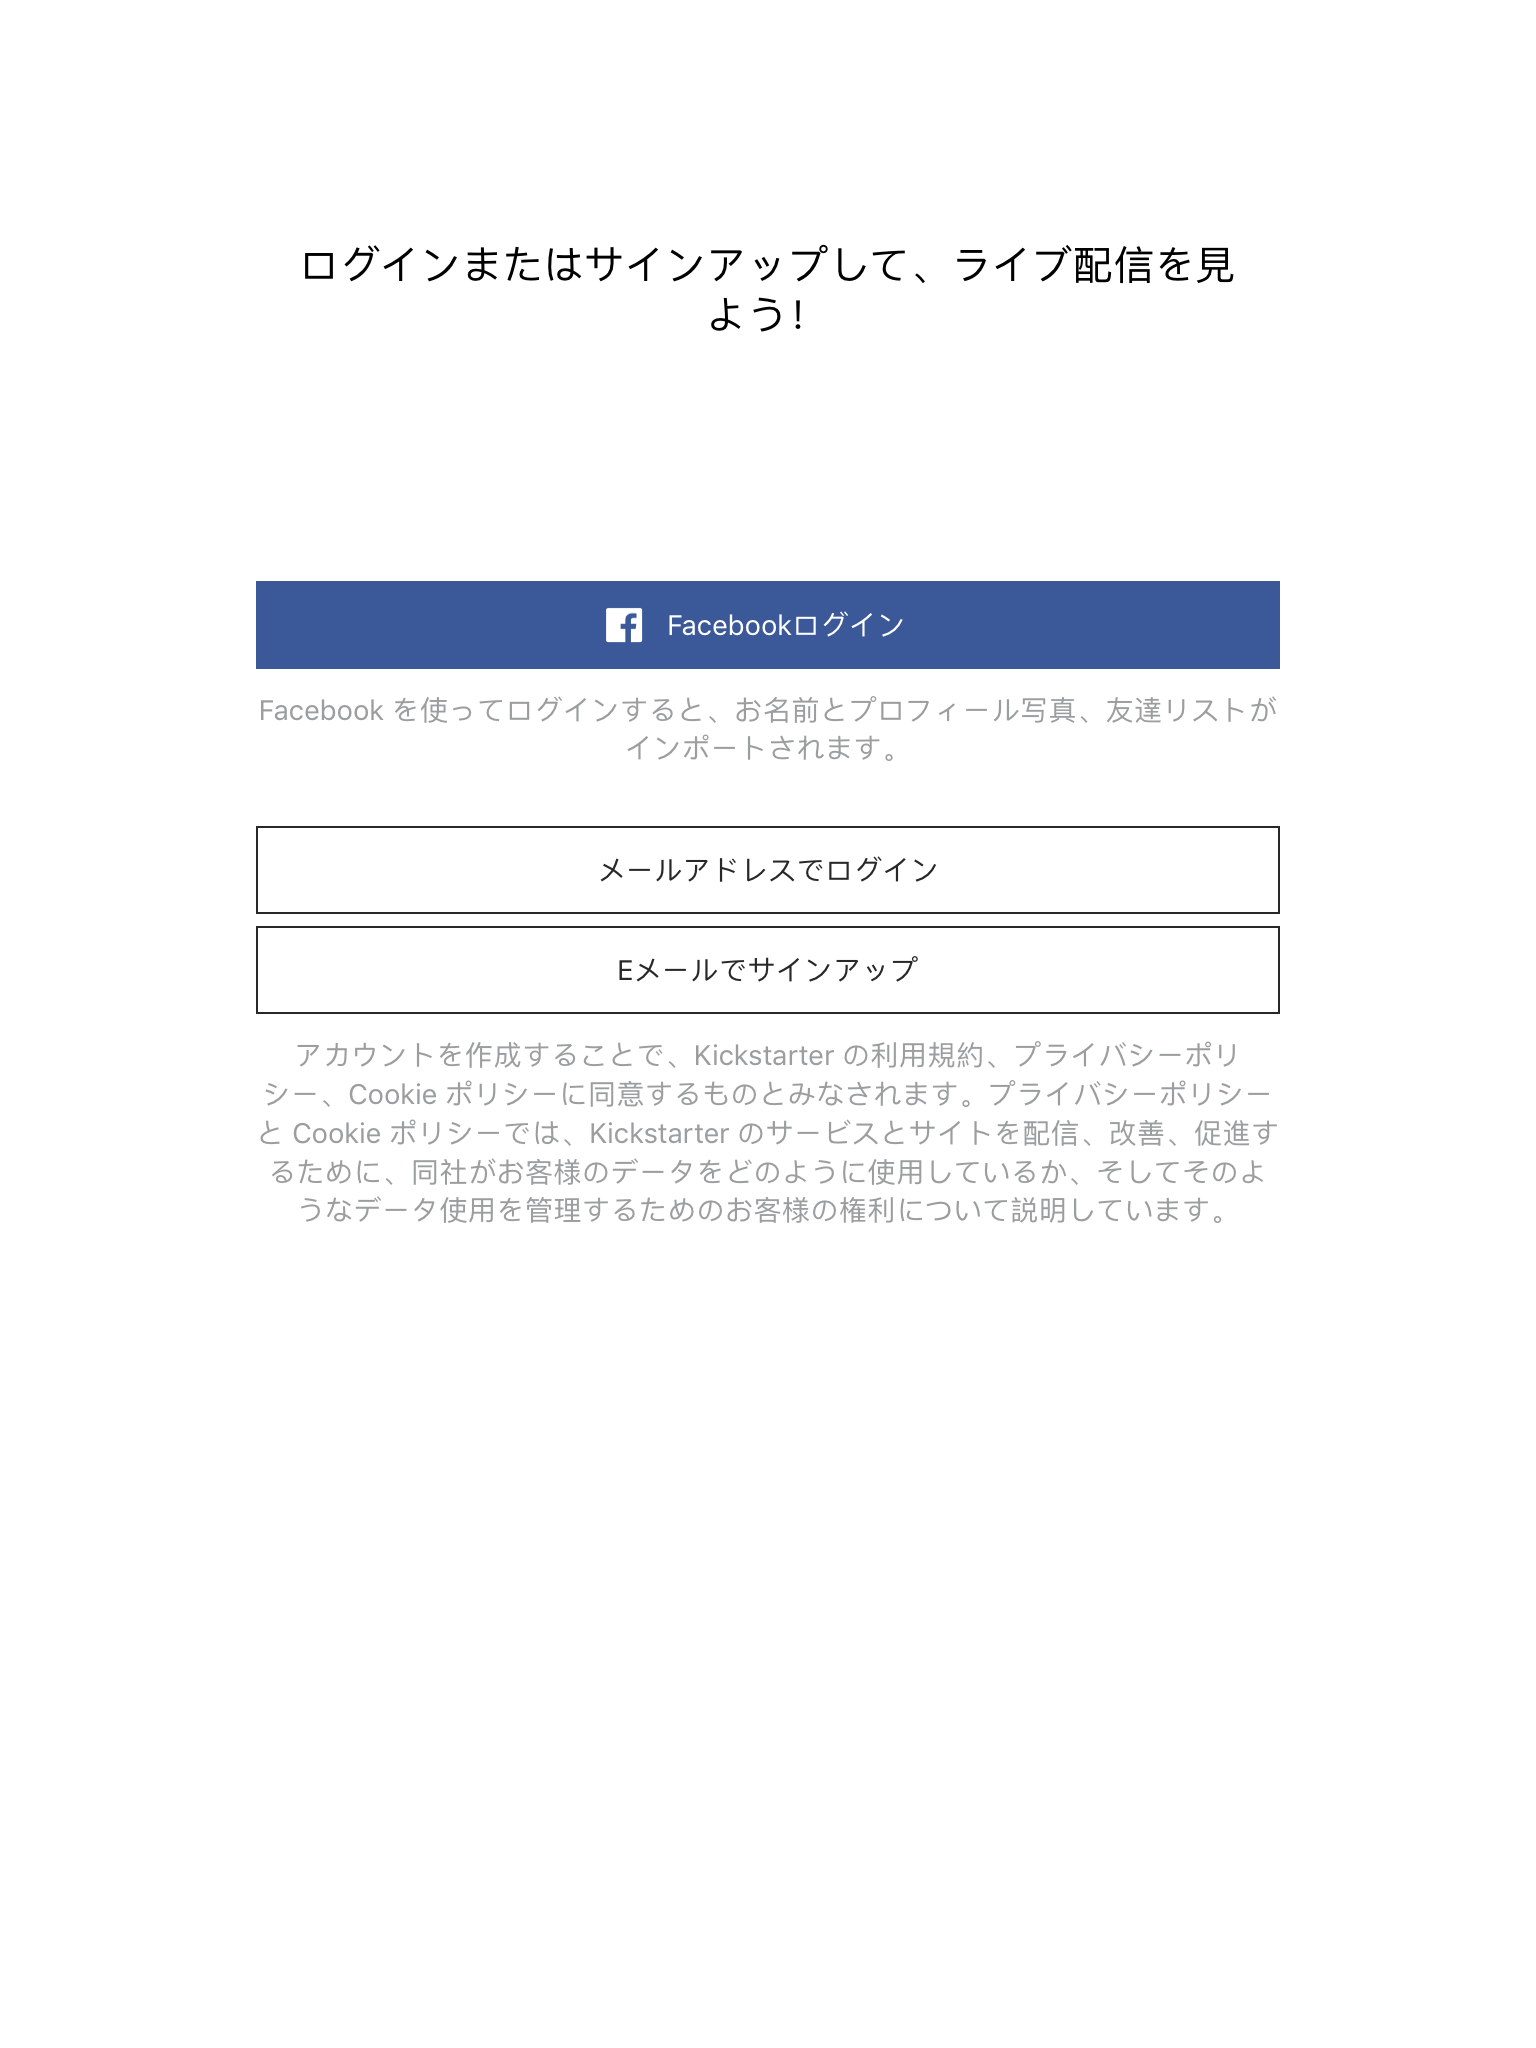 ログインまたはサインアップして、ライブ配信を見
よう!
Facebookログイン
Facebook を使ってログインすると、お名前とプロフィール写真、友達リストが
インポートされます。
メールアドレスでログイン
Eメールでサインアップ
アカウントを作成することで、Kickstarter の利用規約、プライバシーポリ
シー、Cookie ポリシーに同意するものとみなされます。プライバシーポリシー
と Cookie ポリシーでは、Kickstarter のサービスとサイトを配信、改善、促進す
るために、同社がお客様のデータをどのように使用しているか、そしてそのよ
うなデータ使用を管理するためのお客様の権利について説明しています。